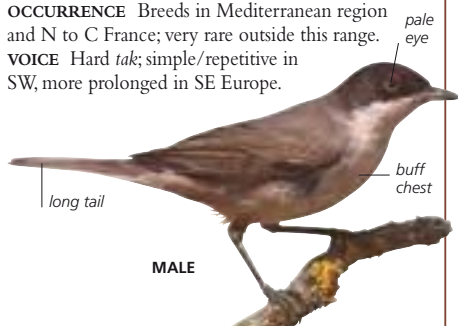 OCCURRENCE Breeds in Mediterranean region
and N to C France; very rare outside this range.
VOICE Hard tak; simple/repetitive in
SW, more prolonged in SE Europe.
pale
eye
buff
chest
long tail
MALE